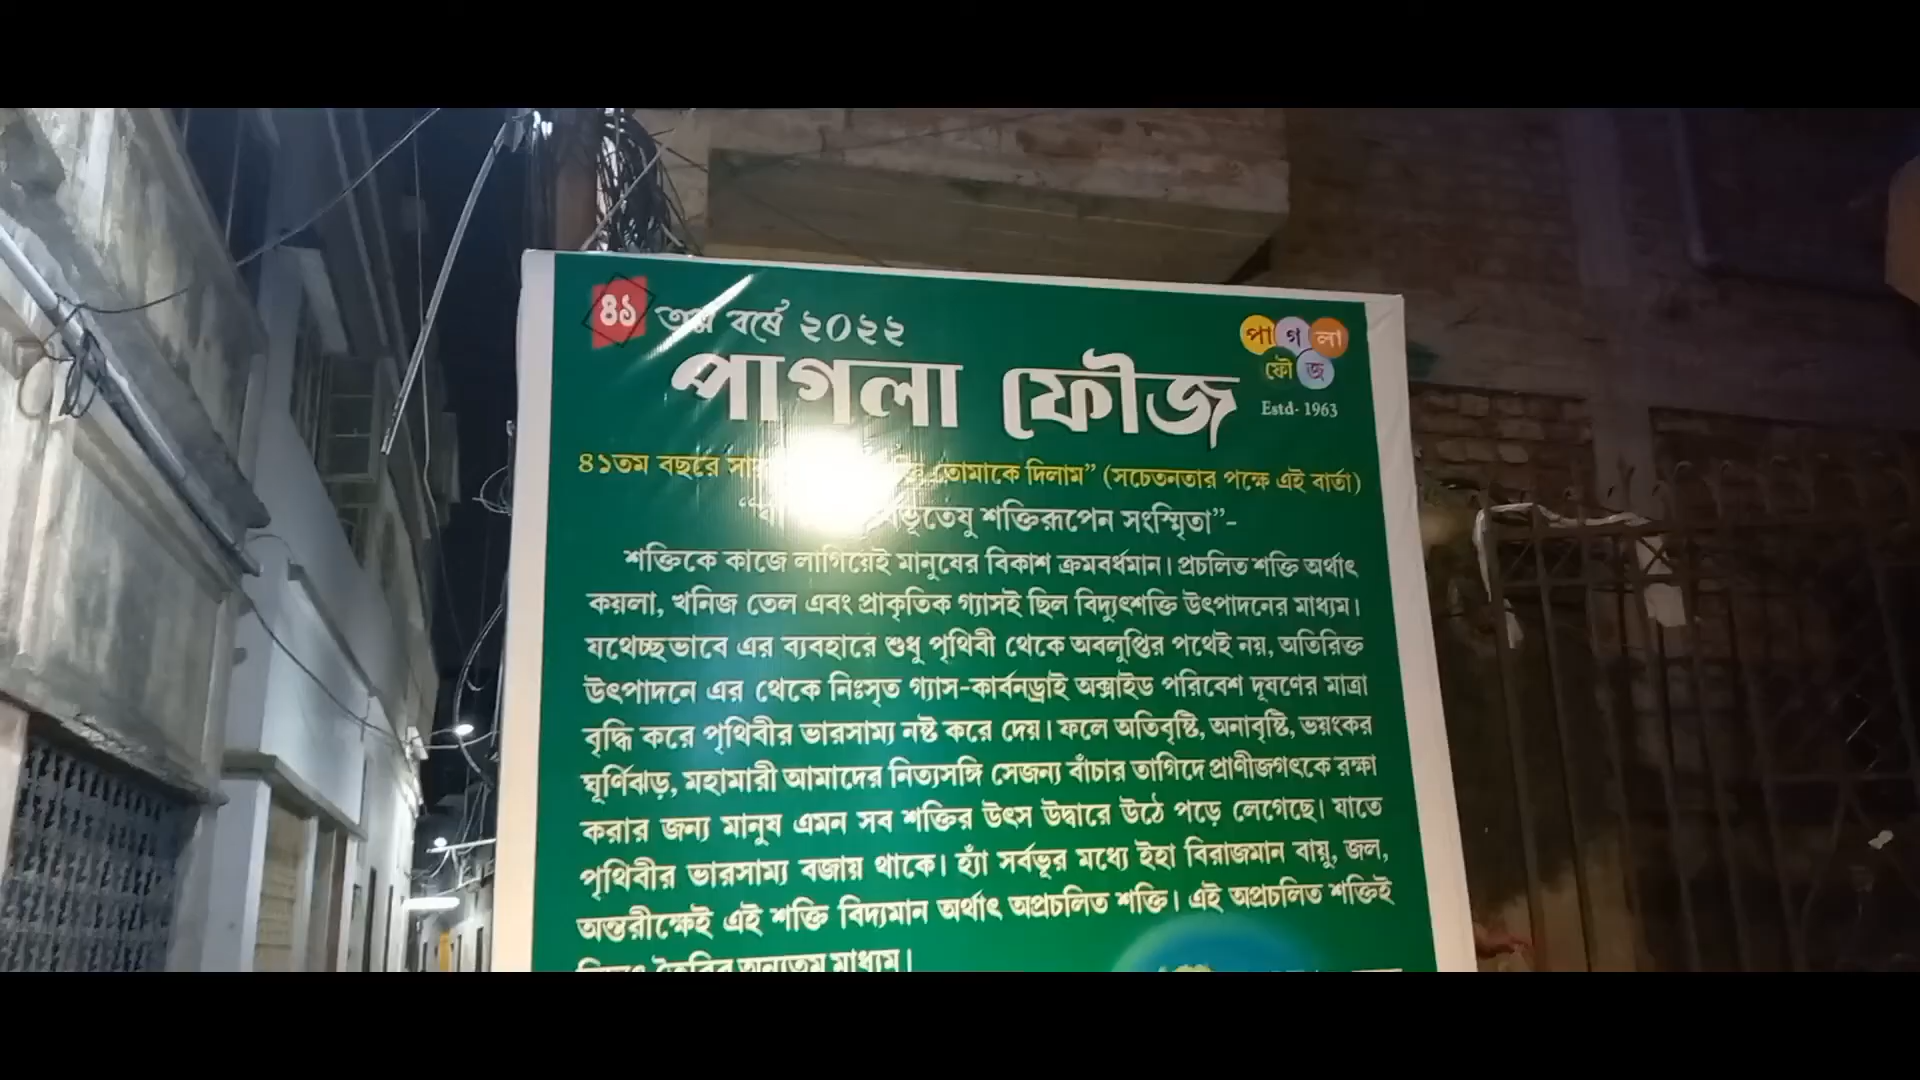 ৪১ তম বর্ষে ২০২২
পাগলা ফৌজ
পাগলা
ফৌজ
Estd- 1963
৪১তম বছরে তোমাকে দিলাম” (সচেতনতার পক্ষে এই বার্তা)
শক্তিরূপেন সংস্মিতা”-
শক্তিকে কাজে লাগিয়েই মানুষের বিকাশ ক্রমবর্ধমান। প্রচলিত শক্তি অর্থাৎ
কয়লা, খনিজ তেল এবং প্রাকৃতিক গ্যাসই ছিল বিদ্যুৎশক্তি উৎপাদনের মাধ্যম।
যথেচ্ছভাবে এর ব্যবহারে শুধু পৃথিবী থেকে অবলুপ্তির পথেই নয়, অতিরিক্ত
উৎপাদনে এর থেকে নিঃসৃত গ্যাস-কার্বনড্রাই অক্সাইড পরিবেশ দূষণের মাত্রা
বৃদ্ধি করে পৃথিবীর ভারসাম্য নষ্ট করে দেয়। ফলে অতিবৃষ্টি, অনাবৃষ্টি, ভয়ংকর
ঘূর্ণিঝড়, মহামারী আমাদের নিত্যসঙ্গি সেজন্য বাঁচার তাগিদে প্রাণীজগৎকে রক্ষা
করার জন্য মানুষ এমন সব শক্তির উৎস উদ্বারে উঠে পড়ে লেগেছে। যাতে
পৃথিবীর ভারসাম্য বজায় থাকে। হ্যাঁ সর্বভূর মধ্যে ইহা বিরাজমান বায়ু, জল,
অন্তরীক্ষেই এই শক্তি বিদ্যমান অর্থাৎ অপ্রচলিত শক্তি। এই অপ্রচলিত শক্তিই
তৈরির অন্যতম মাধ্যম।